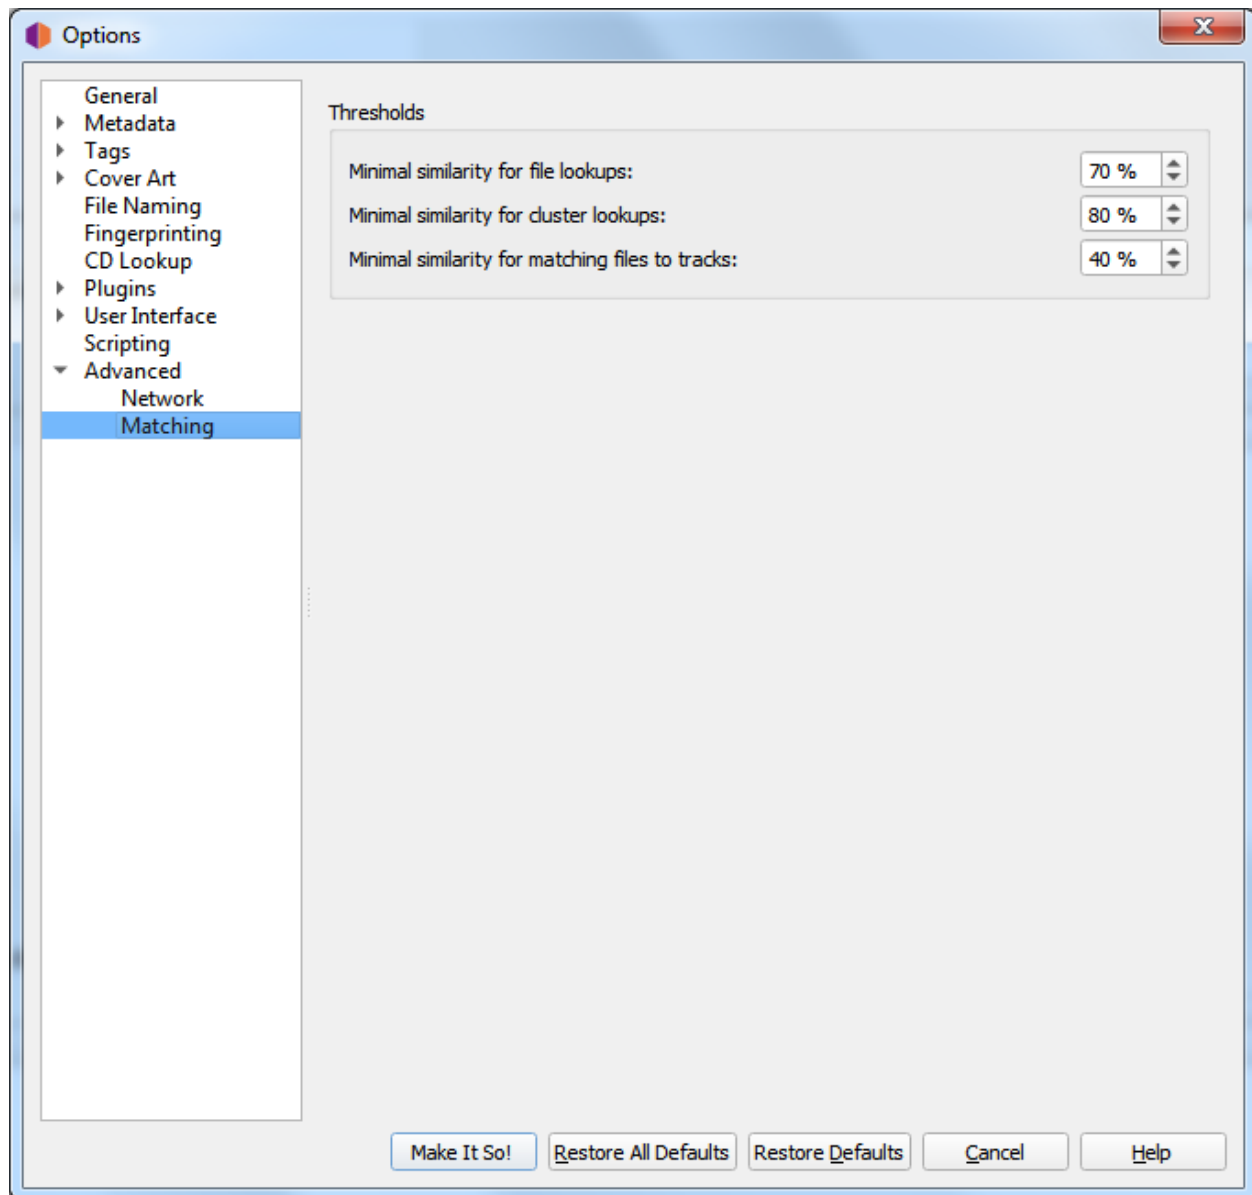 Options
General
Metadata
Tags
Cover Art
File Naming
Fingerprinting
CD Lookup
Plugins
User Interface
Scripting
Advanced
Network
Matching
Thresholds
Minimal similarity for file lookups: 70 %
Minimal similarity for cluster lookups: 80 %
Minimal similarity for matching files to tracks: 40 %
Make It So! Restore All Defaults Restore Defaults Cancel Help